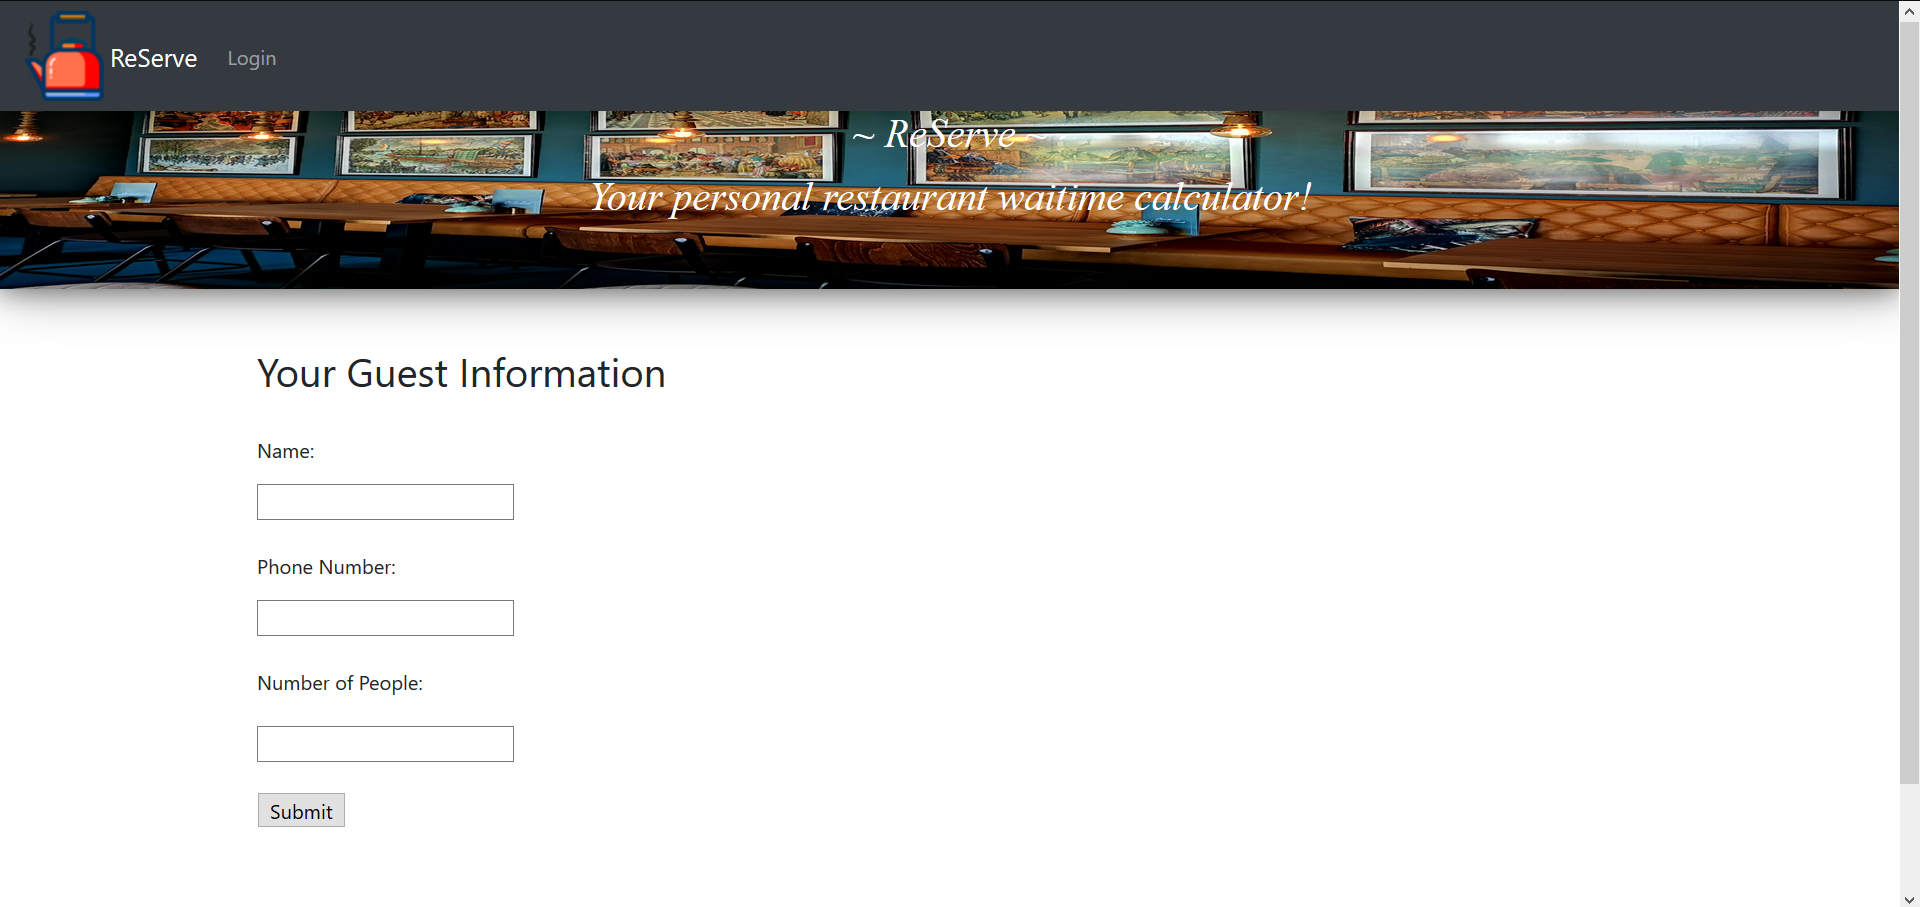 ReServe Login
~ ReServe ~
Your personal restaurant waitime calculator!
Your Guest Information
Name:
Phone Number:
Number of People:
Submit